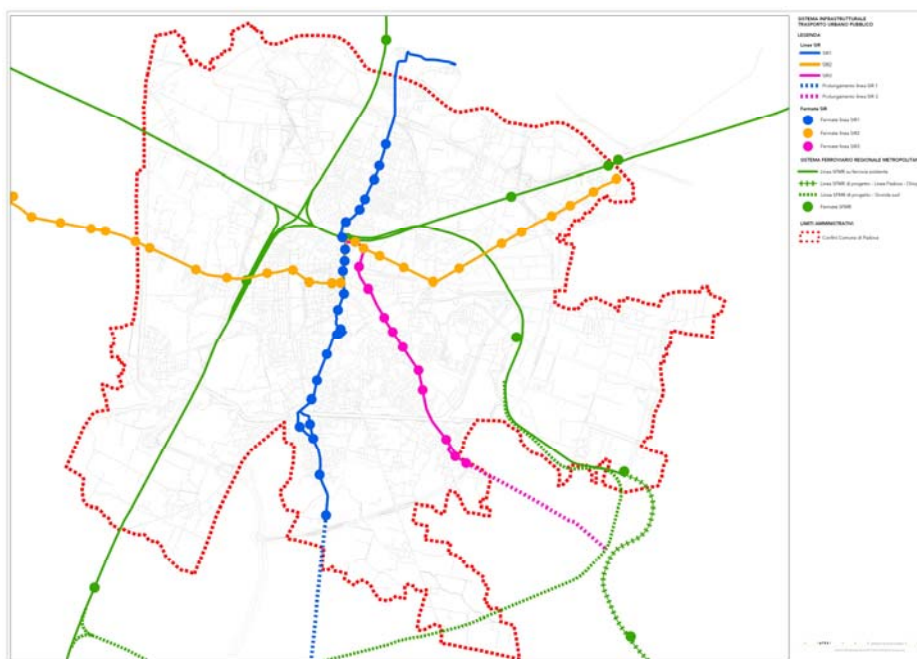 SISTEMA INFRASTRUTTURALE
TRASPORTO URBANO PUBBLICO
LEGENDA
Linee SIR
SIR1
SIR2
SIR3
Prolungamento linea SIR 1
Prolungamento linea SIR 3
Fermate SIR
Fermate linea SIR1
Fermate linea SIR2
Fermate linea SIR3
SISTEMA FERROVIARIO REGIONALE METROPOLITA
Linea SFMR su ferrovia esistente
Linea SFMR di progetto - Linea Padova - Chiog
Linea SFMR di progetto - Gronda sud
Fermate SFMR
LIMITI AMMINISTRATIVI
Confini Comune di Padova